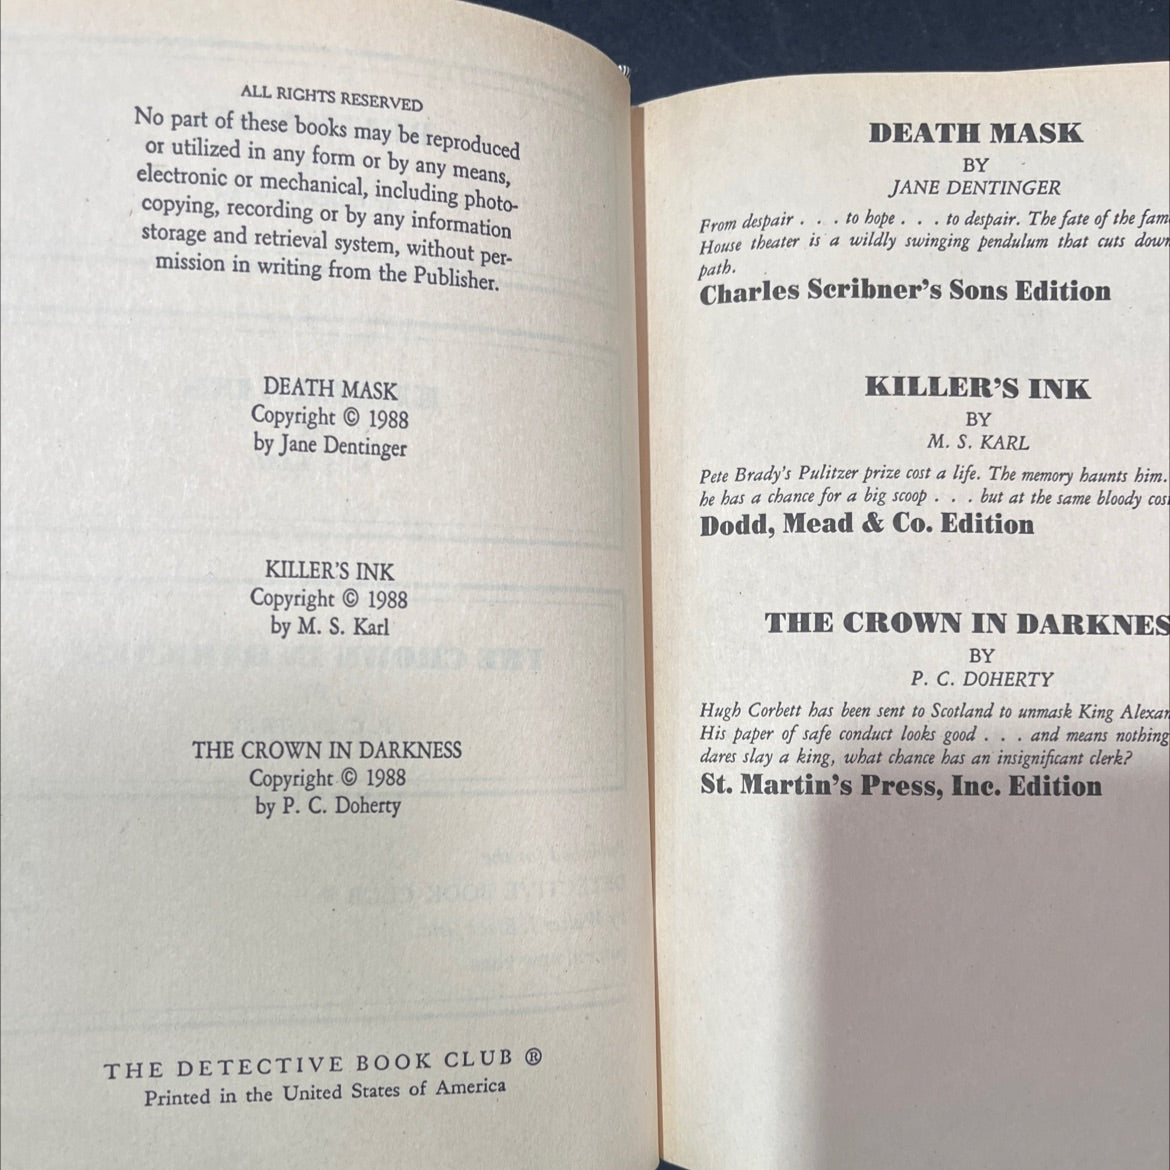 ALL RIGHTS RESERVED
No part of these books may be reproduced
or utilized in any form or by any means,
electronic or mechanical, including photo-
copying, recording or by any information
storage and retrieval system, without per-
mission in writing from the Publisher.
DEATH MASK
Copyright © 1988
by Jane Dentinger
KILLER'S INK
Copyright © 1988
by M. S. Karl
THE CROWN IN DARKNESS
Copyright © 1988
by P. C. Doherty
THE DETECTIVE BOOK CLUB ®
Printed in the United States of America
DEATH MASK
BY
JANE DENTINGER
From despair . . . to hope . . . to despair. The fate of the fam
House theater is a wildly swinging pendulum that cuts down
path.
Charles Scribner's Sons Edition
KILLER'S INK
BY
M. S. KARL
Pete Brady's Pulitzer prize cost a life. The memory haunts him.
he has a chance for a big scoop . . . but at the same bloody cos
Dodd, Mead & Co. Edition
THE CROWN IN DARKNES
BY
P. C. DOHERTY
Hugh Corbett has been sent to Scotland to unmask King Alexan
His paper of safe conduct looks good . . . and means nothing
dares slay a king, what chance has an insignificant clerk?
St. Martin's Press, Inc. Edition